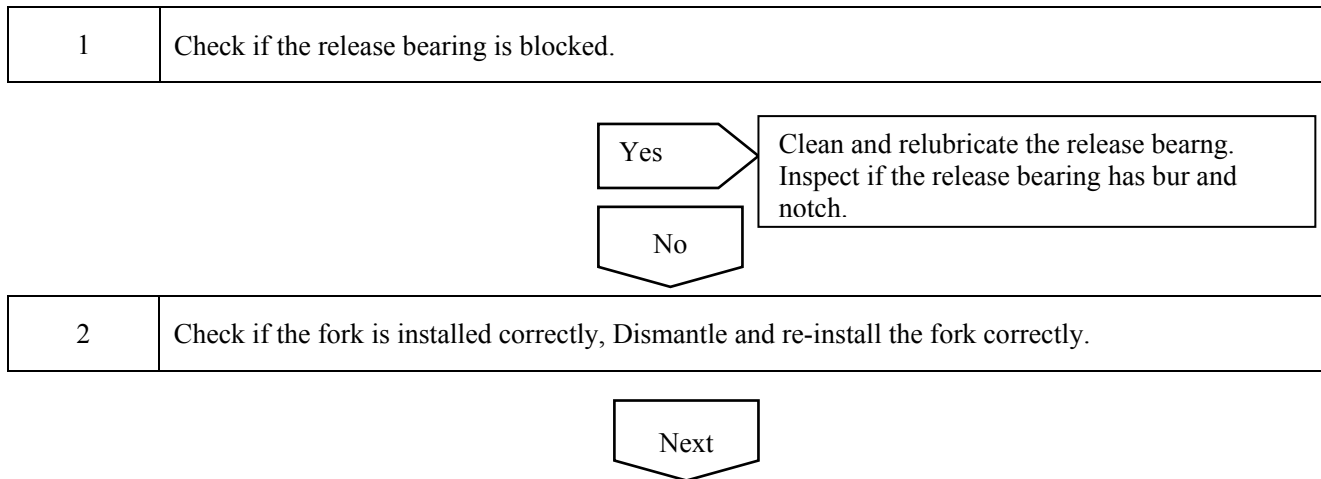 1 Check if the release bearing is blocked.
Yes
Clean and relubricate the release bearng.
Inspect if the release bearing has bur and
notch.
No
2 Check if the fork is installed correctly, Dismantle and re-install the fork correctly.
Next